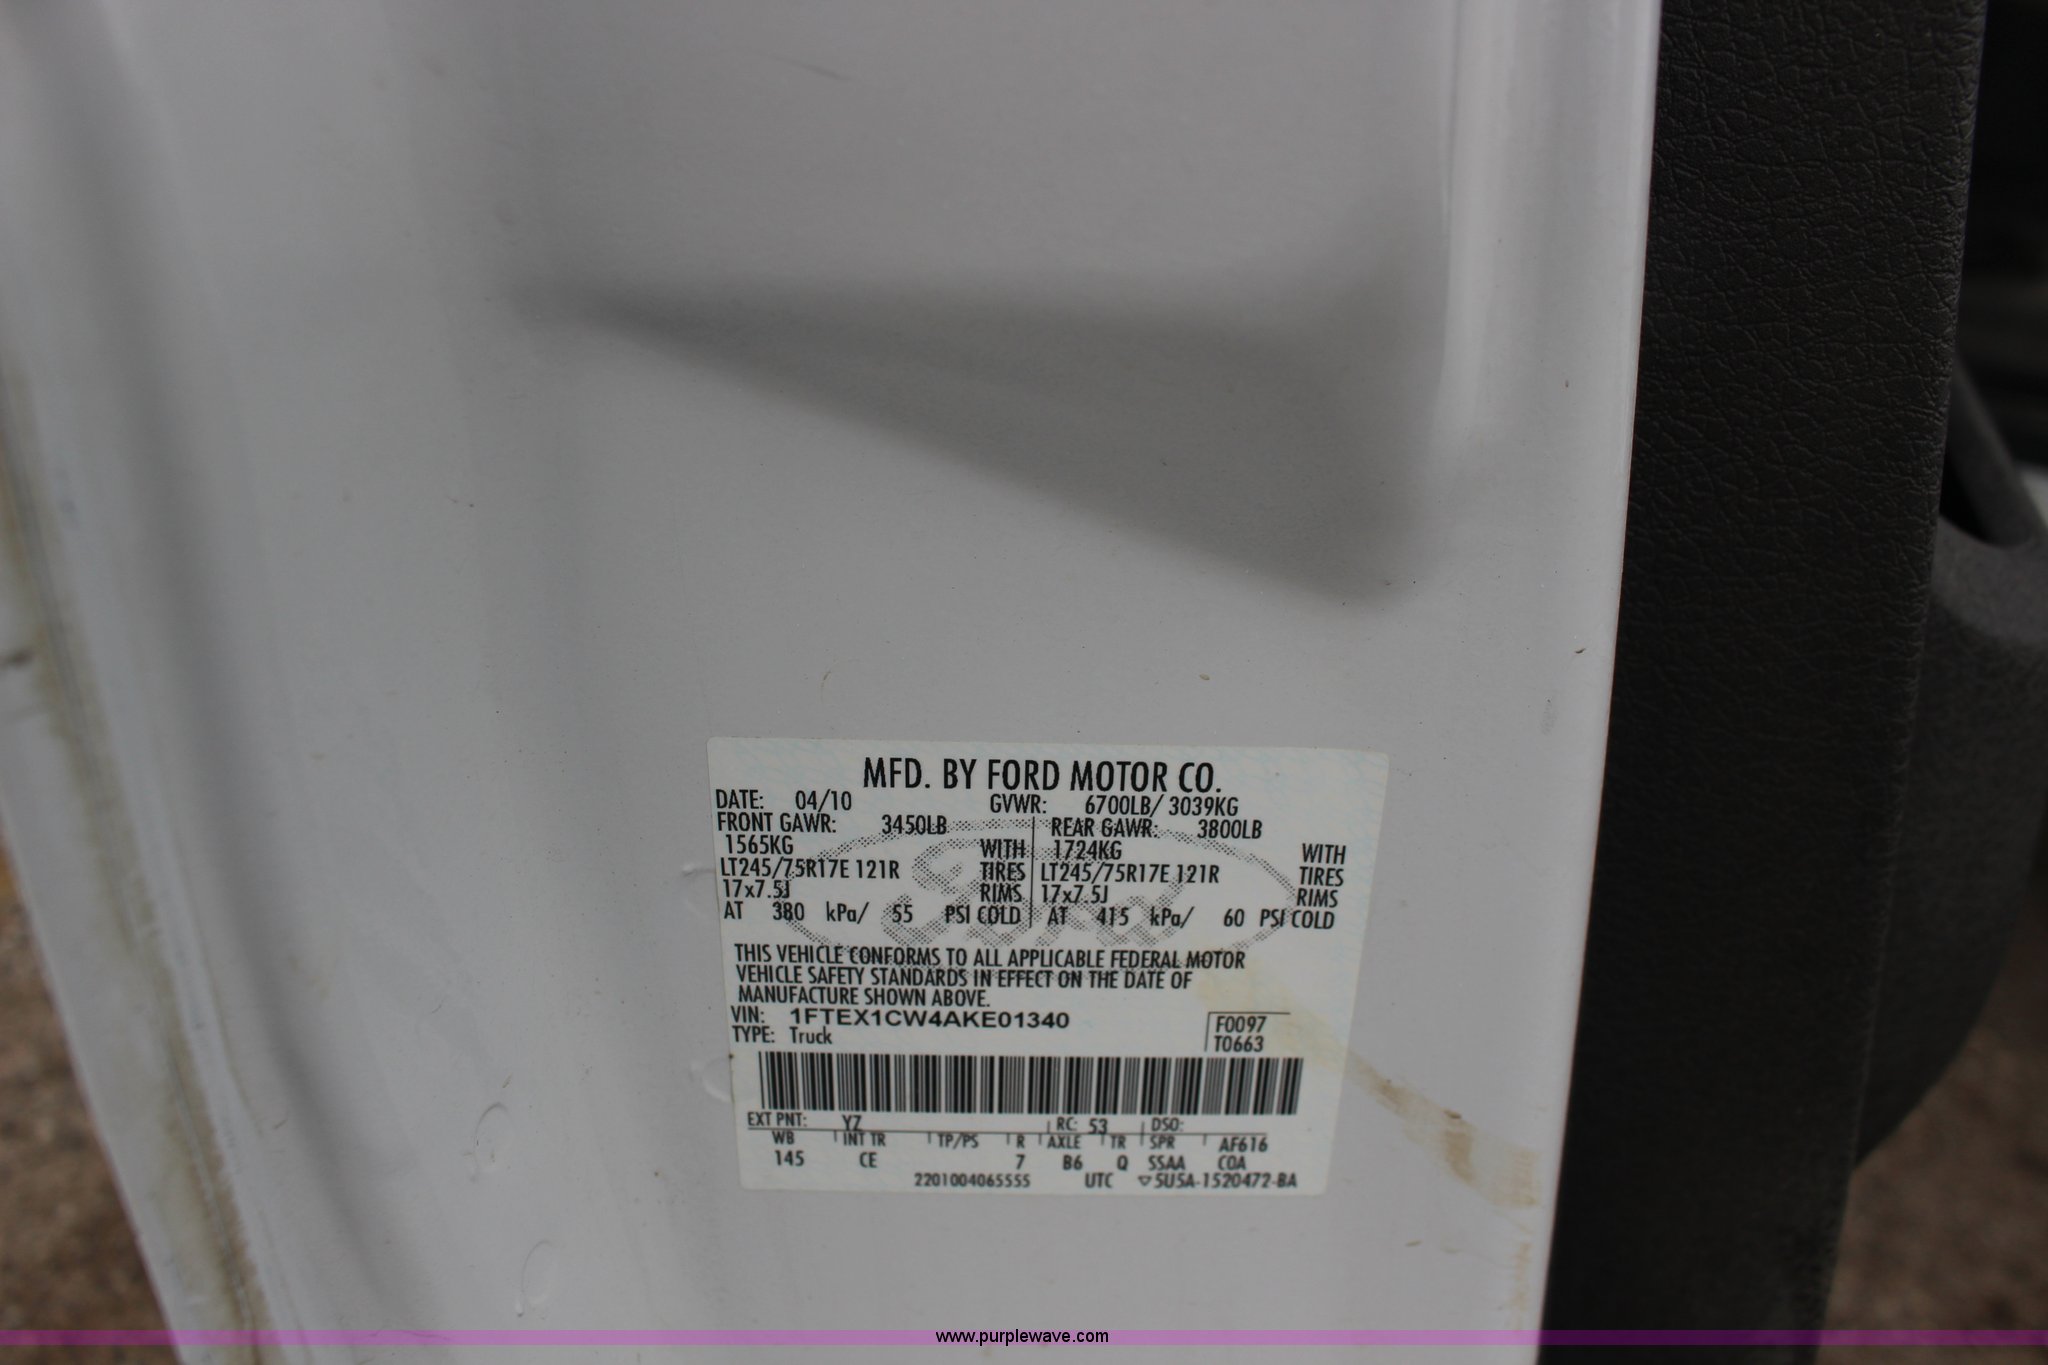 MFD. BY FORD MOTOR CO.
DATE: 04/10 GVWR: 6700LB/ 3039KG
FRONT GAWR: 3450LB REAR GAWR: 3800LB
1565KG WITH 1724KG WITH
LT245/75R17E 121R TIRES LT245/75R17E 121R TIRES
17x7.5J RIMS 17x7.5J RIMS
AT 380 kPa/ 55 PSI COLD AT 415 kPa/ 60 PSI COLD
Ford
THIS VEHICLE CONFORMS TO ALL APPLICABLE FEDERAL MOTOR
VEHICLE SAFETY STANDARDS IN EFFECT ON THE DATE OF
MANUFACTURE SHOWN ABOVE.
VIN: 1FTEX1CW4AKE01340 F0097
TYPE: Truck T0663
EXT PNT: YZ RC: 53 DSO:
WB INT TR TP/PS R AXLE TR SPR AF616
145 CE 7 B6 Q SSAA COA
2201004065555 UTC ▽5U5A-1520472-BA
www.purplewave.com